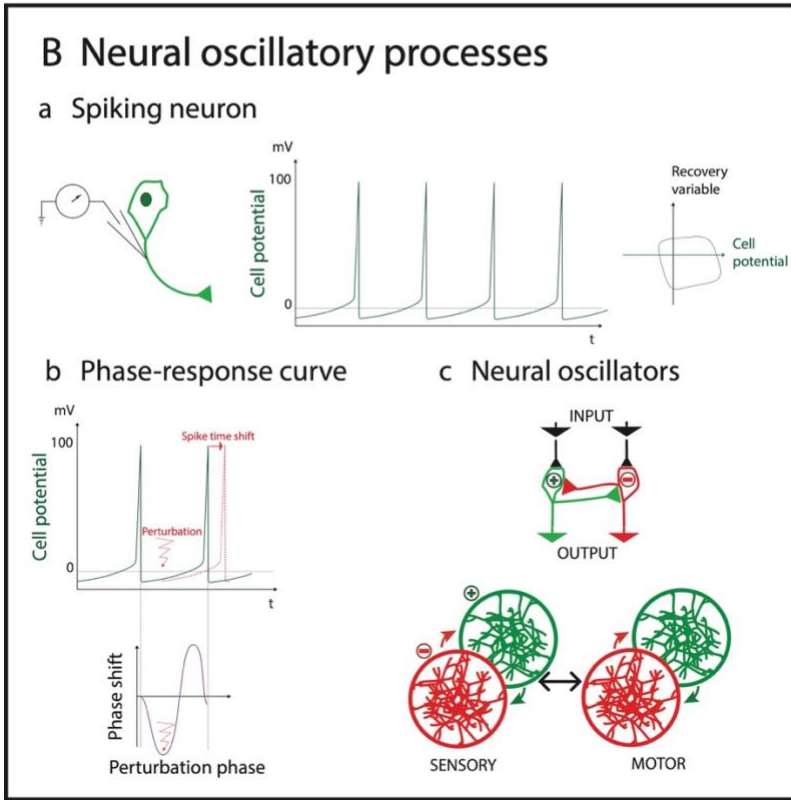 B Neural oscillatory processes
a Spiking neuron
mV
100
Cell potential
0
t
Recovery
variable
Cell
potential
b Phase-response curve
mV
100
Cell potential
0
Spike time shift
Perturbation
t
Phase shift
Perturbation phase
c Neural oscillators
INPUT
+
−
OUTPUT
+
−
SENSORY
MOTOR